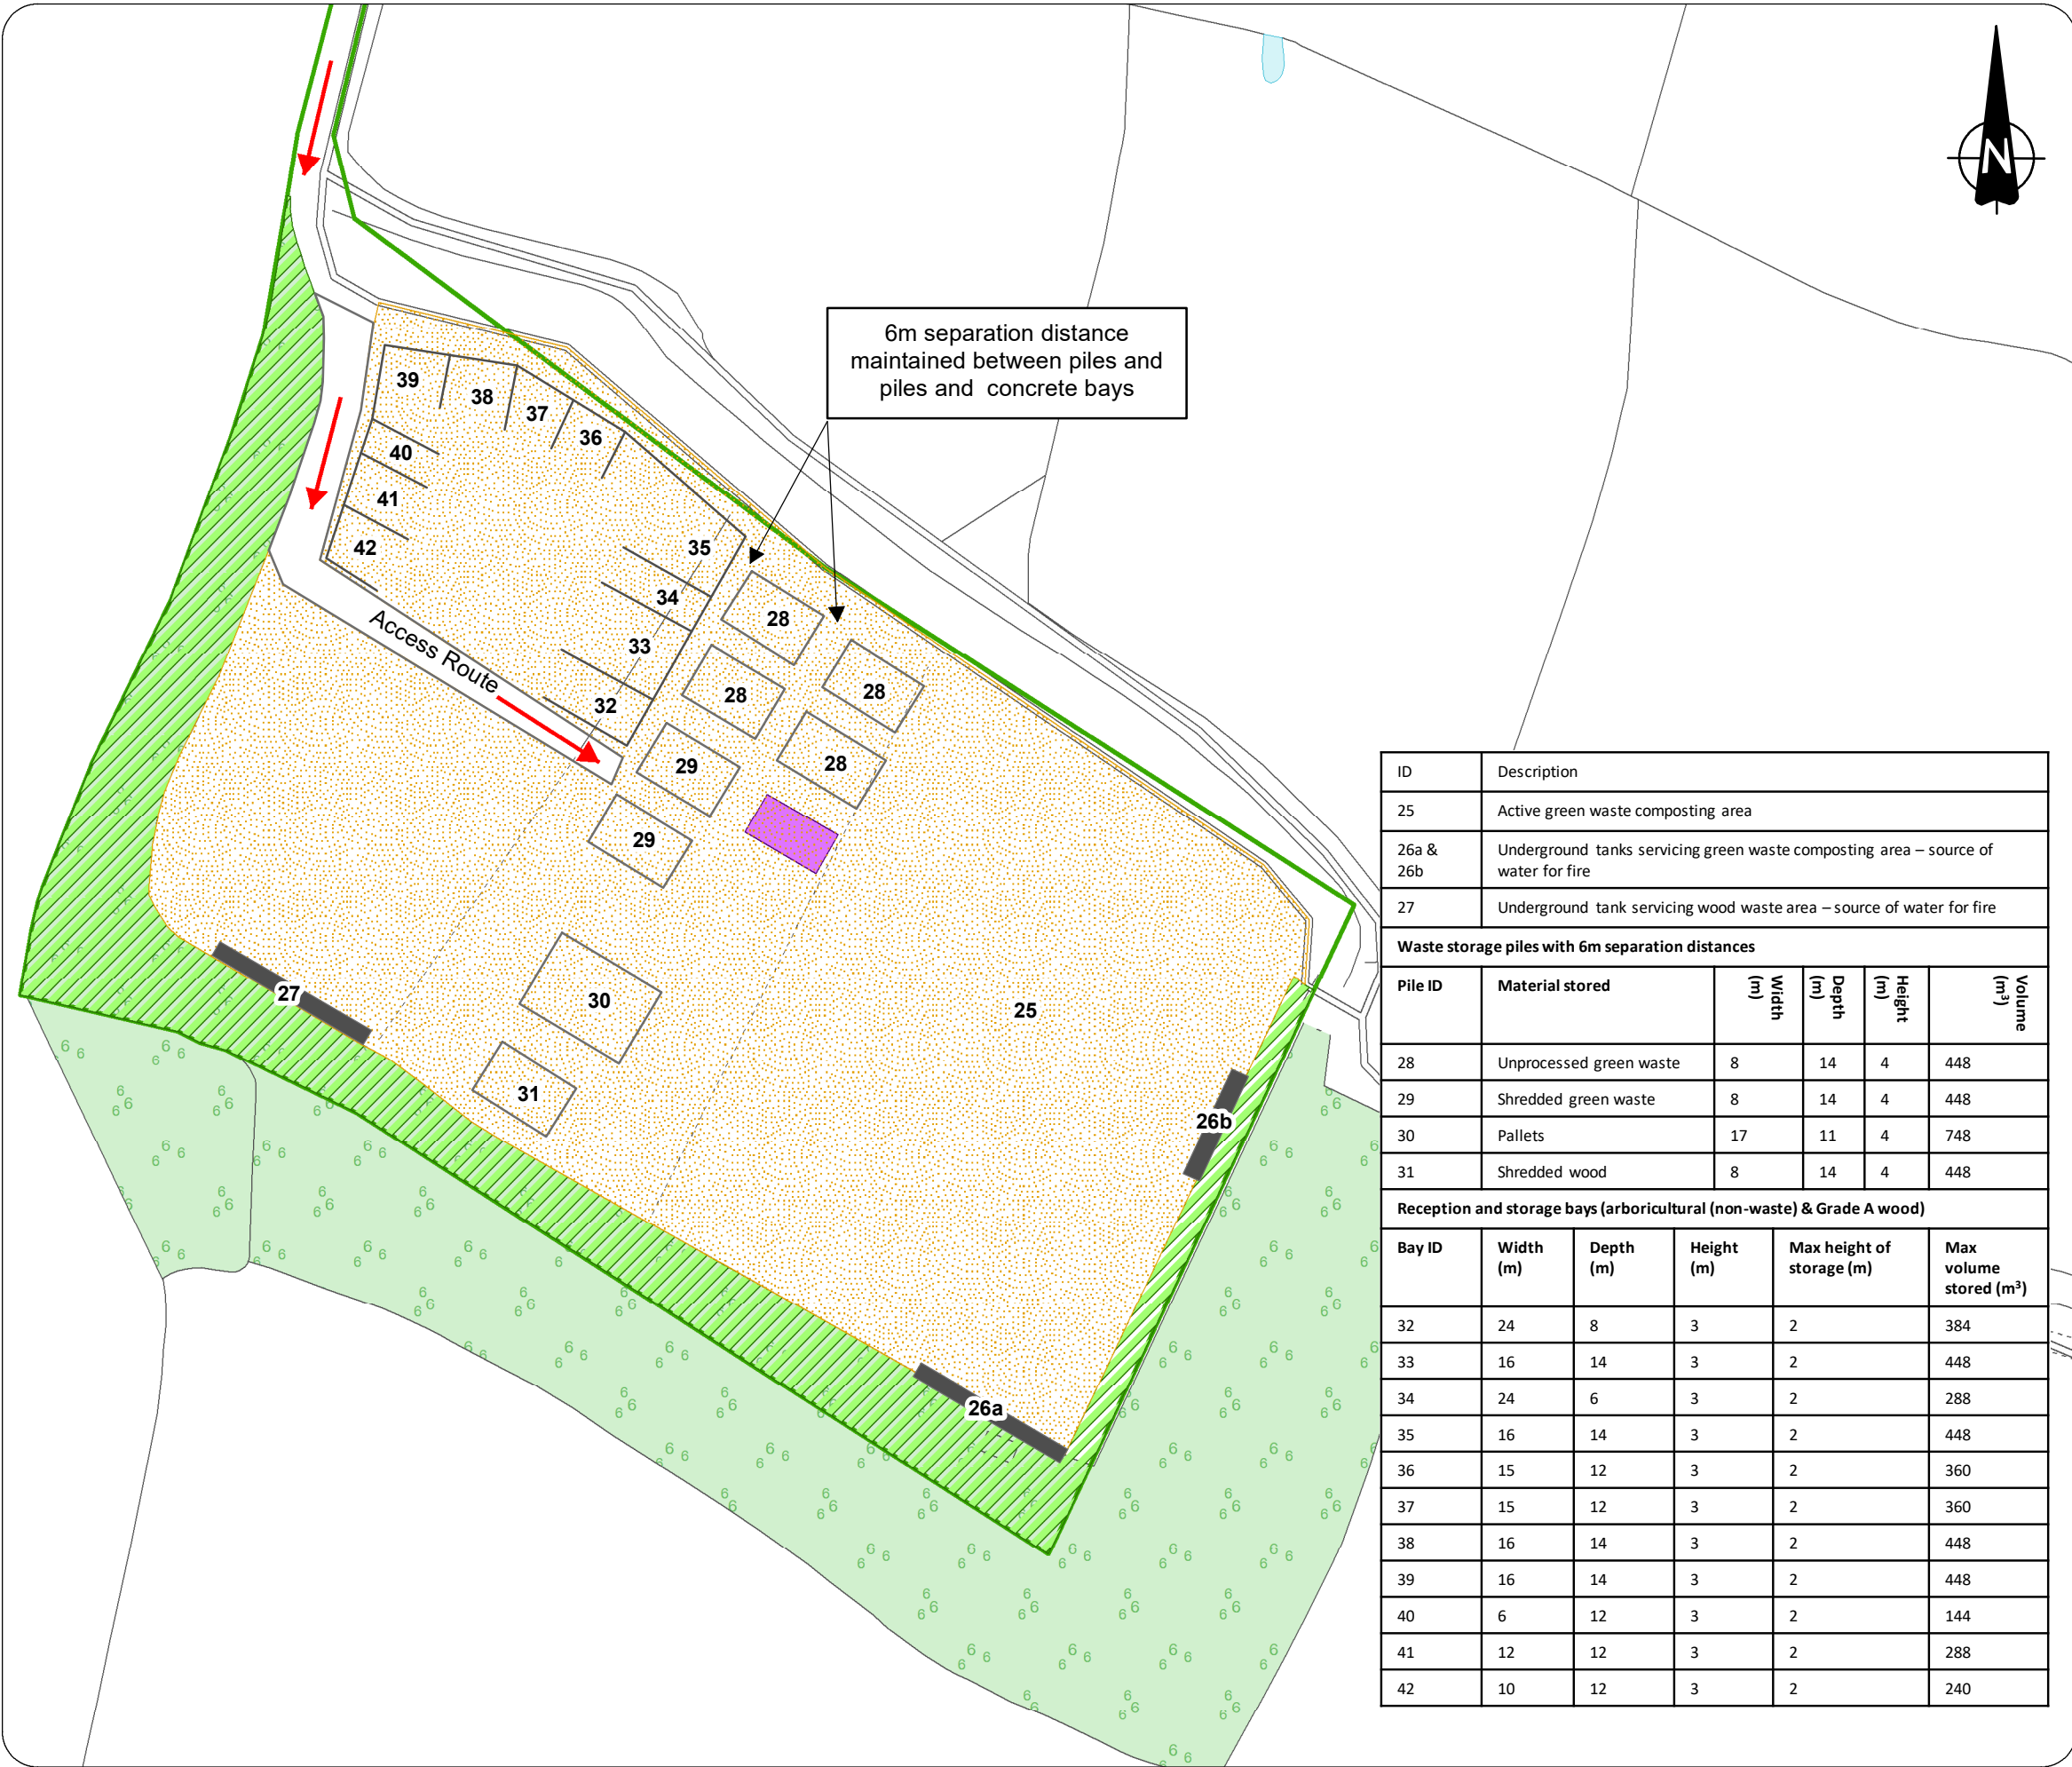 N
6m separation distance
maintained between piles and
piles and concrete bays
39
38
37
36
40
41
42
35
34
33
32
Access Route
28
28
28
28
29
29
30
31
25
27
26b
26a
ID Description
25 Active green waste composting area
26a & Underground tanks servicing green waste composting area – source of
26b water for fire
27 Underground tank servicing wood waste area – source of water for fire
Waste storage piles with 6m separation distances
Pile ID Material stored Width (m) Depth (m) Height (m) Volume (m³)
28 Unprocessed green waste 8 14 4 448
29 Shredded green waste 8 14 4 448
30 Pallets 17 11 4 748
31 Shredded wood 8 14 4 448
Reception and storage bays (arboricultural (non-waste) & Grade A wood)
Bay ID Width Depth Height Max height of Max
(m) (m) (m) storage (m) volume
stored (m³)
32 24 8 3 2 384
33 16 14 3 2 448
34 24 6 3 2 288
35 16 14 3 2 448
36 15 12 3 2 360
37 15 12 3 2 360
38 16 14 3 2 448
39 16 14 3 2 448
40 6 12 3 2 144
41 12 12 3 2 288
42 10 12 3 2 240